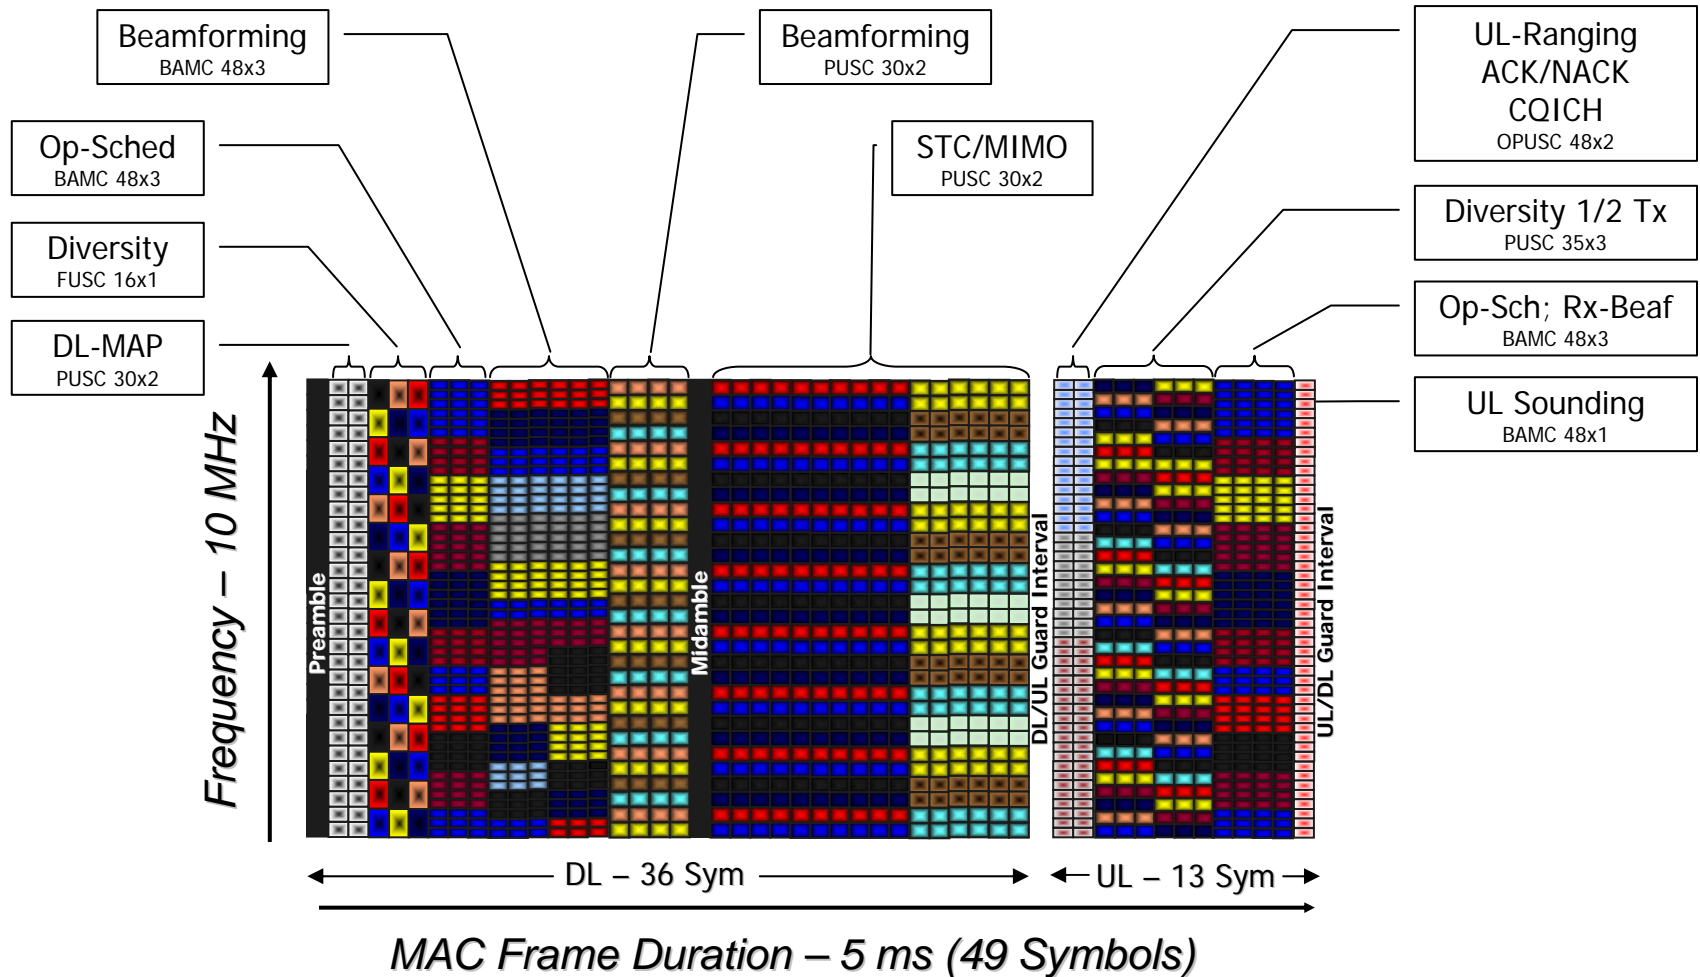 Beamforming
BAMC 48x3
Beamforming
PUSC 30x2
UL-Ranging
ACK/NACK
CQICH
OPUSC 48x2
Op-Sched
BAMC 48x3
STC/MIMO
PUSC 30x2
Diversity 1/2 Tx
PUSC 35x3
Diversity
FUSC 16x1
Op-Sch; Rx-Beaf
BAMC 48x3
DL-MAP
PUSC 30x2
UL Sounding
BAMC 48x1
Frequency – 10 MHz
Preamble
Midamble
DL/UL Guard Interval
UL/DL Guard Interval
DL – 36 Sym
UL – 13 Sym
MAC Frame Duration – 5 ms (49 Symbols)